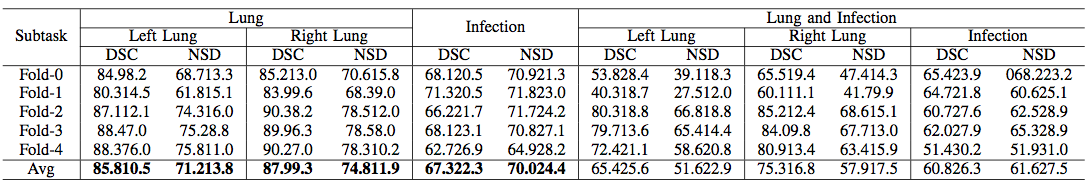 Lung Infection Lung and Infection
Subtask Left Lung Right Lung Left Lung Right Lung Infection
DSC NSD DSC NSD DSC NSD DSC NSD DSC NSD DSC NSD
Fold-0 84.98.2 68.713.3 85.213.0 70.615.8 68.120.5 70.921.3 53.828.4 39.118.3 65.519.4 47.414.3 65.423.9 068.223.2
Fold-1 80.314.5 61.815.1 83.99.6 68.39.0 71.320.5 71.823.0 40.318.7 27.512.0 60.111.1 41.79.9 64.721.8 60.625.1
Fold-2 87.112.1 74.316.0 90.38.2 78.512.0 66.221.7 71.724.2 80.318.8 66.818.8 85.212.4 68.615.1 60.727.6 62.528.9
Fold-3 88.47.0 75.28.8 89.96.3 78.58.0 68.123.1 70.827.1 79.713.6 65.414.4 84.09.8 67.713.0 62.027.9 65.328.9
Fold-4 88.376.0 75.811.0 90.27.0 78.310.2 62.726.9 64.928.2 72.421.1 58.620.8 80.913.4 63.415.9 51.430.2 51.931.0
Avg 85.810.5 71.213.8 87.99.3 74.811.9 67.322.3 70.024.4 65.425.6 51.622.9 75.316.8 57.917.5 60.826.3 61.627.5